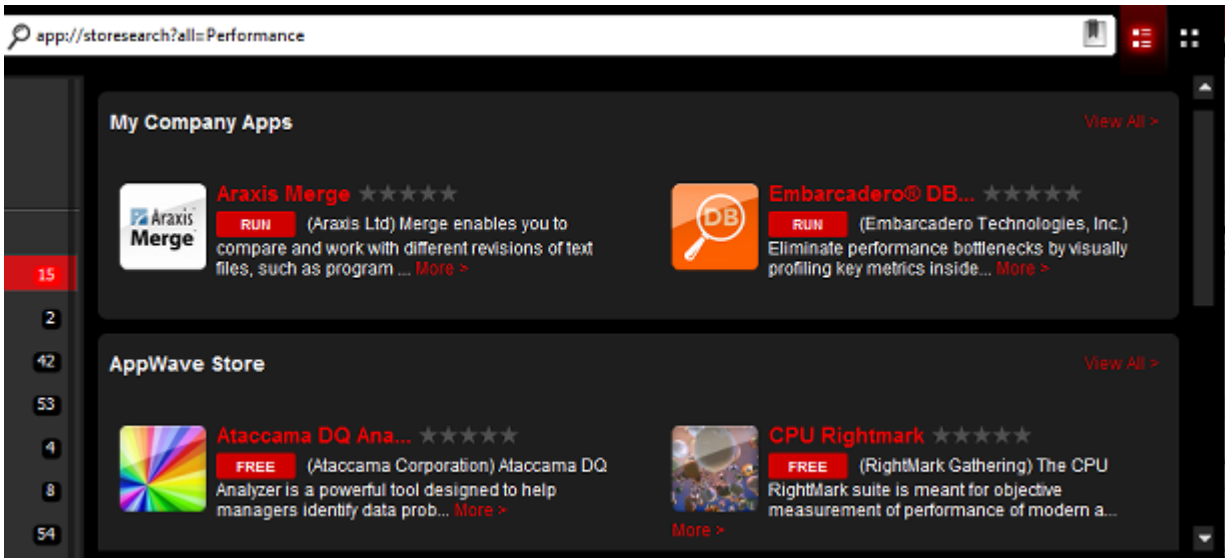 app://storesearch?all=Performance
My Company Apps
View All >
Araxis Merge
Araxis
Merge
RUN (Araxis Ltd) Merge enables you to
compare and work with different revisions of text
files, such as program ... More >
Embarcadero® DB...
DB
RUN (Embarcadero Technologies, Inc.)
Eliminate performance bottlenecks by visually
profiling key metrics inside... More >
15
2
42
53
4
8
54
AppWave Store
View All >
Ataccama DQ Ana...
FREE (Ataccama Corporation) Ataccama DQ
Analyzer is a powerful tool designed to help
managers identify data prob... More >
CPU Rightmark
FREE (RightMark Gathering) The CPU
RightMark suite is meant for objective
measurement of performance of modern a...
More >